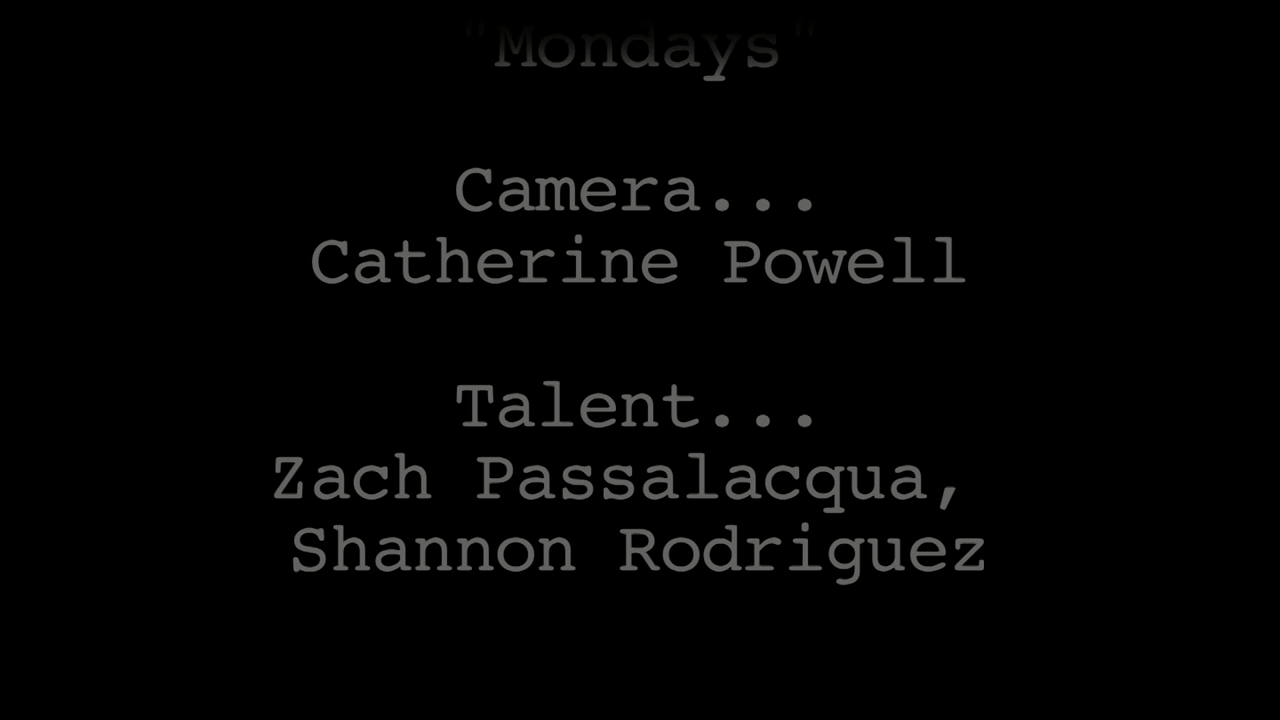 "Mondays"
Camera...
Catherine Powell
Talent...
Zach Passalacqua,
Shannon Rodriguez